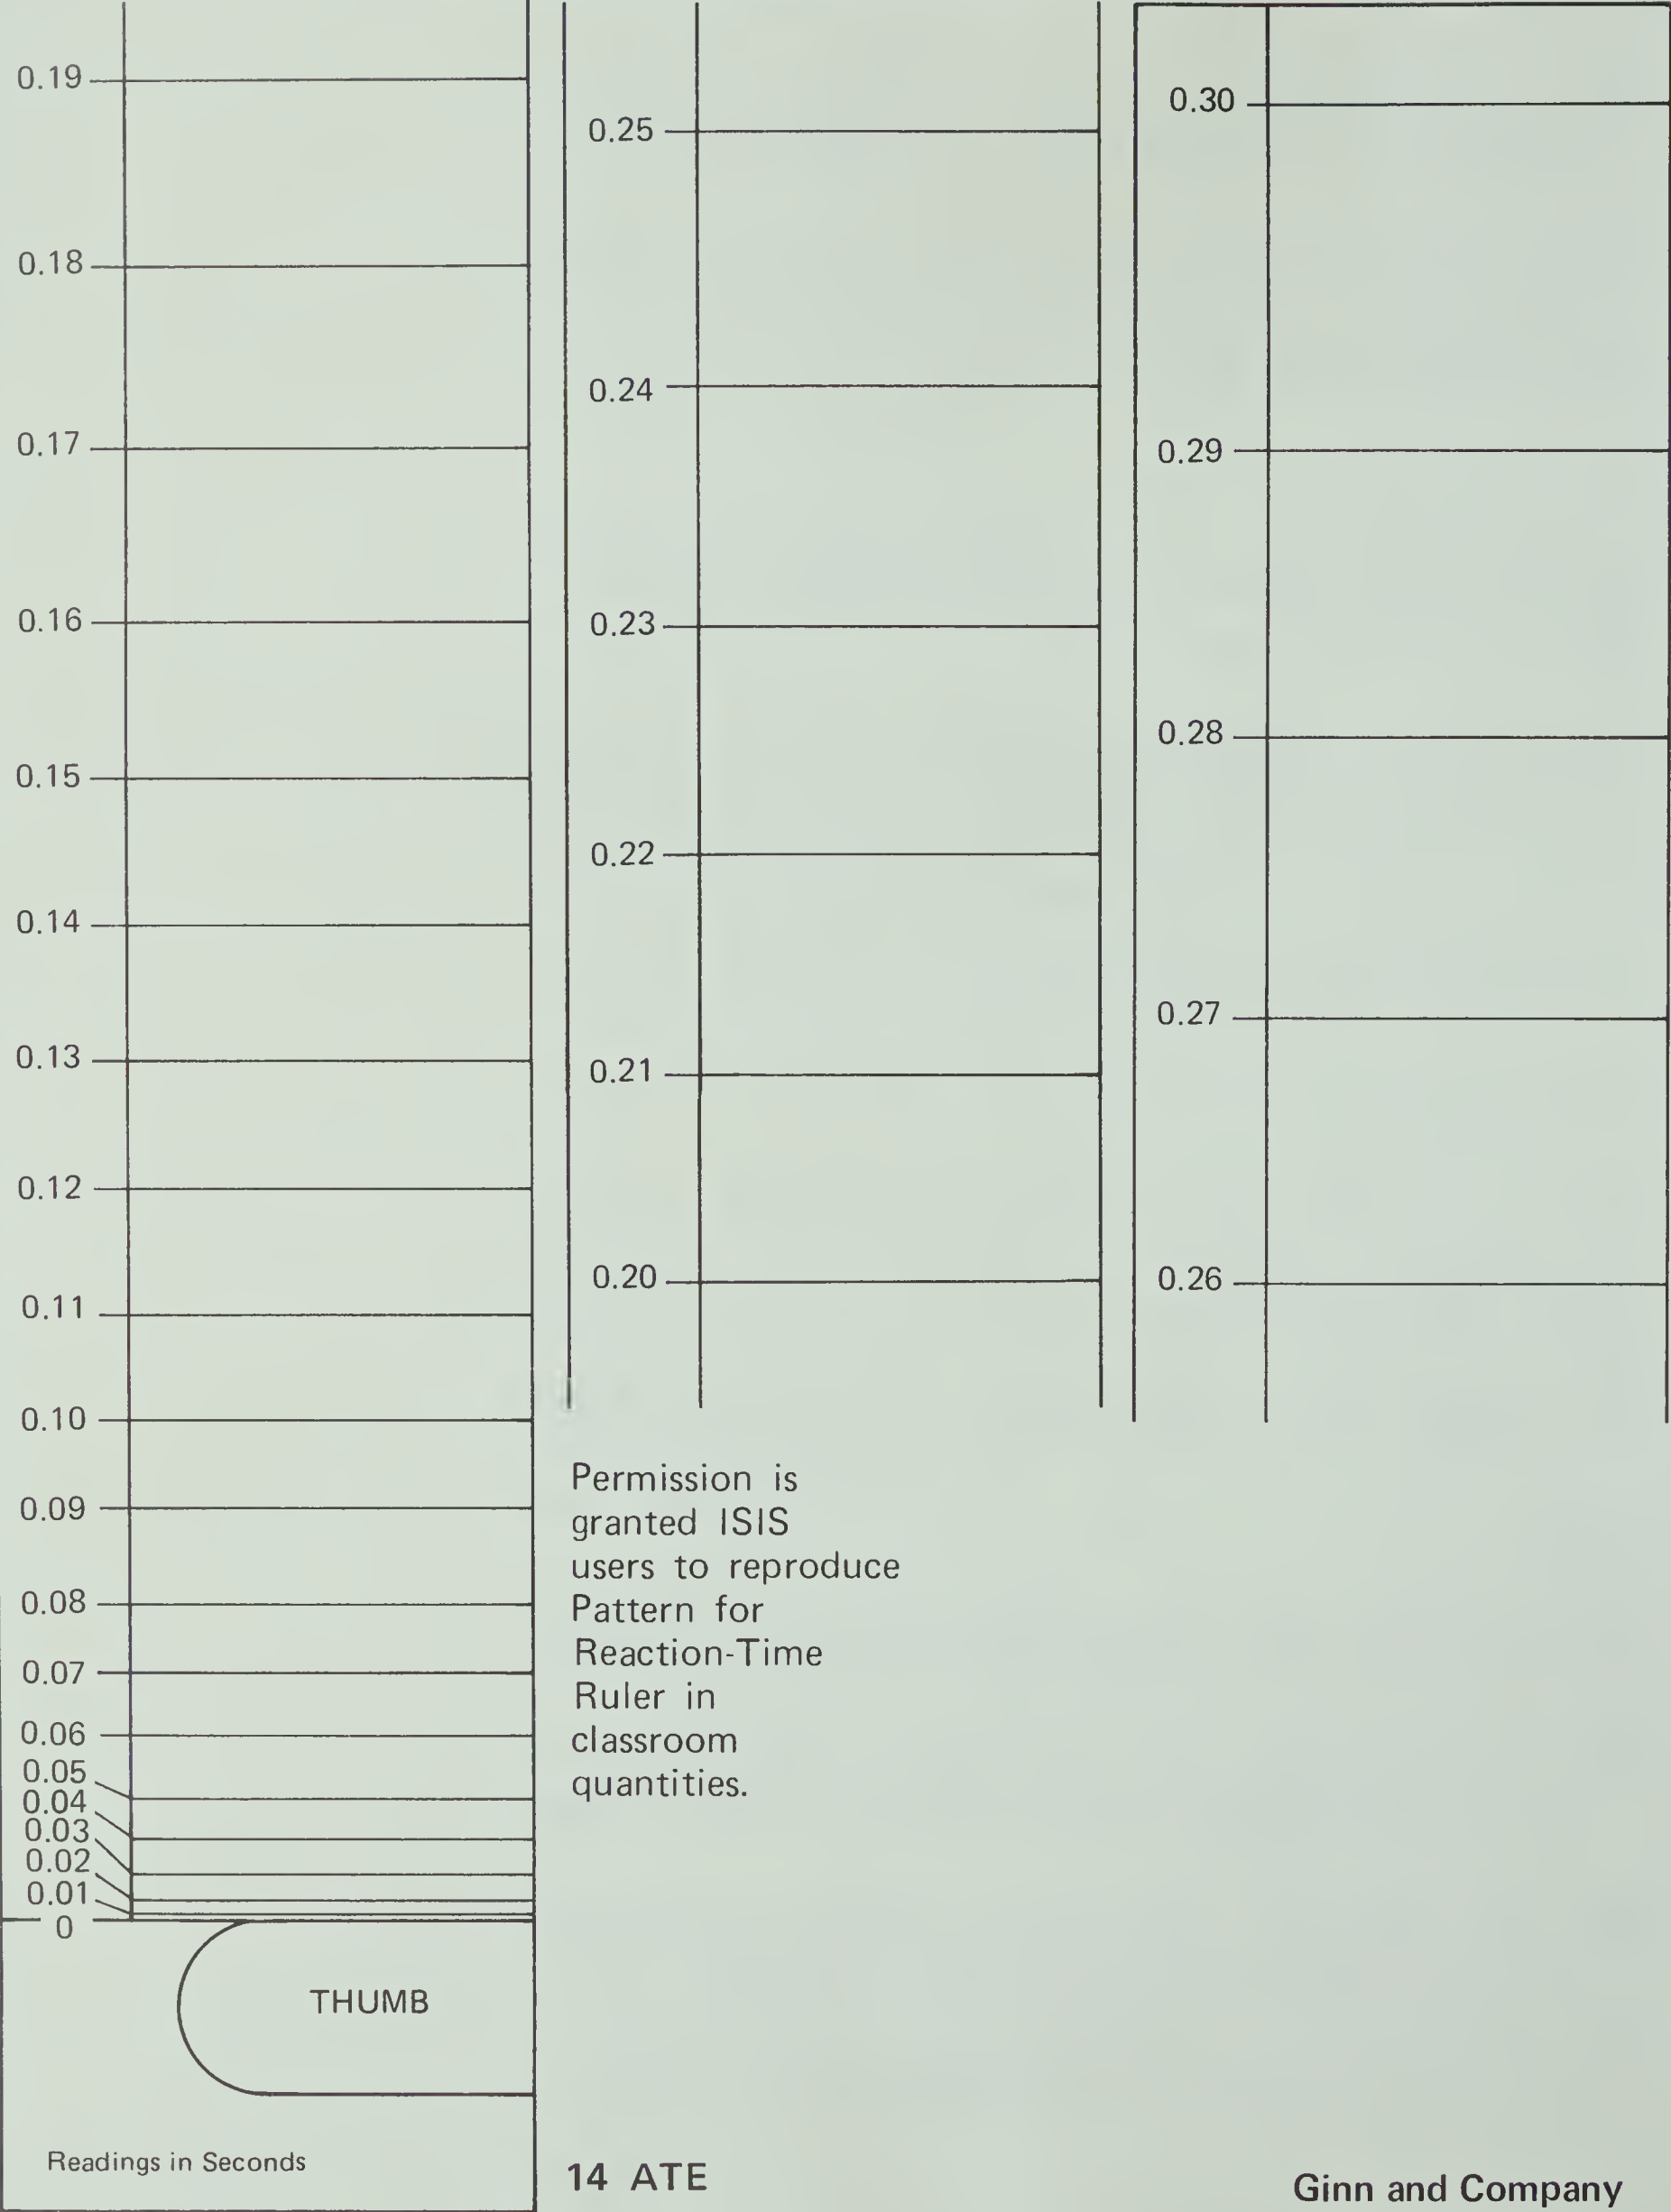 0.19
0.18
0.17
0.16
0.15
0.14
0.13
0.12
0.11
0.10
0.09
0.08
0.07
0.06
0.05
0.04
0.03
0.02
0.01
0
THUMB
Readings in Seconds
0.25
0.24
0.23
0.22
0.21
0.20
Permission is
granted ISIS
users to reproduce
Pattern for
Reaction-Time
Ruler in
classroom
quantities.
14 ATE
0.30
0.29
0.28
0.27
0.26
Ginn and Company